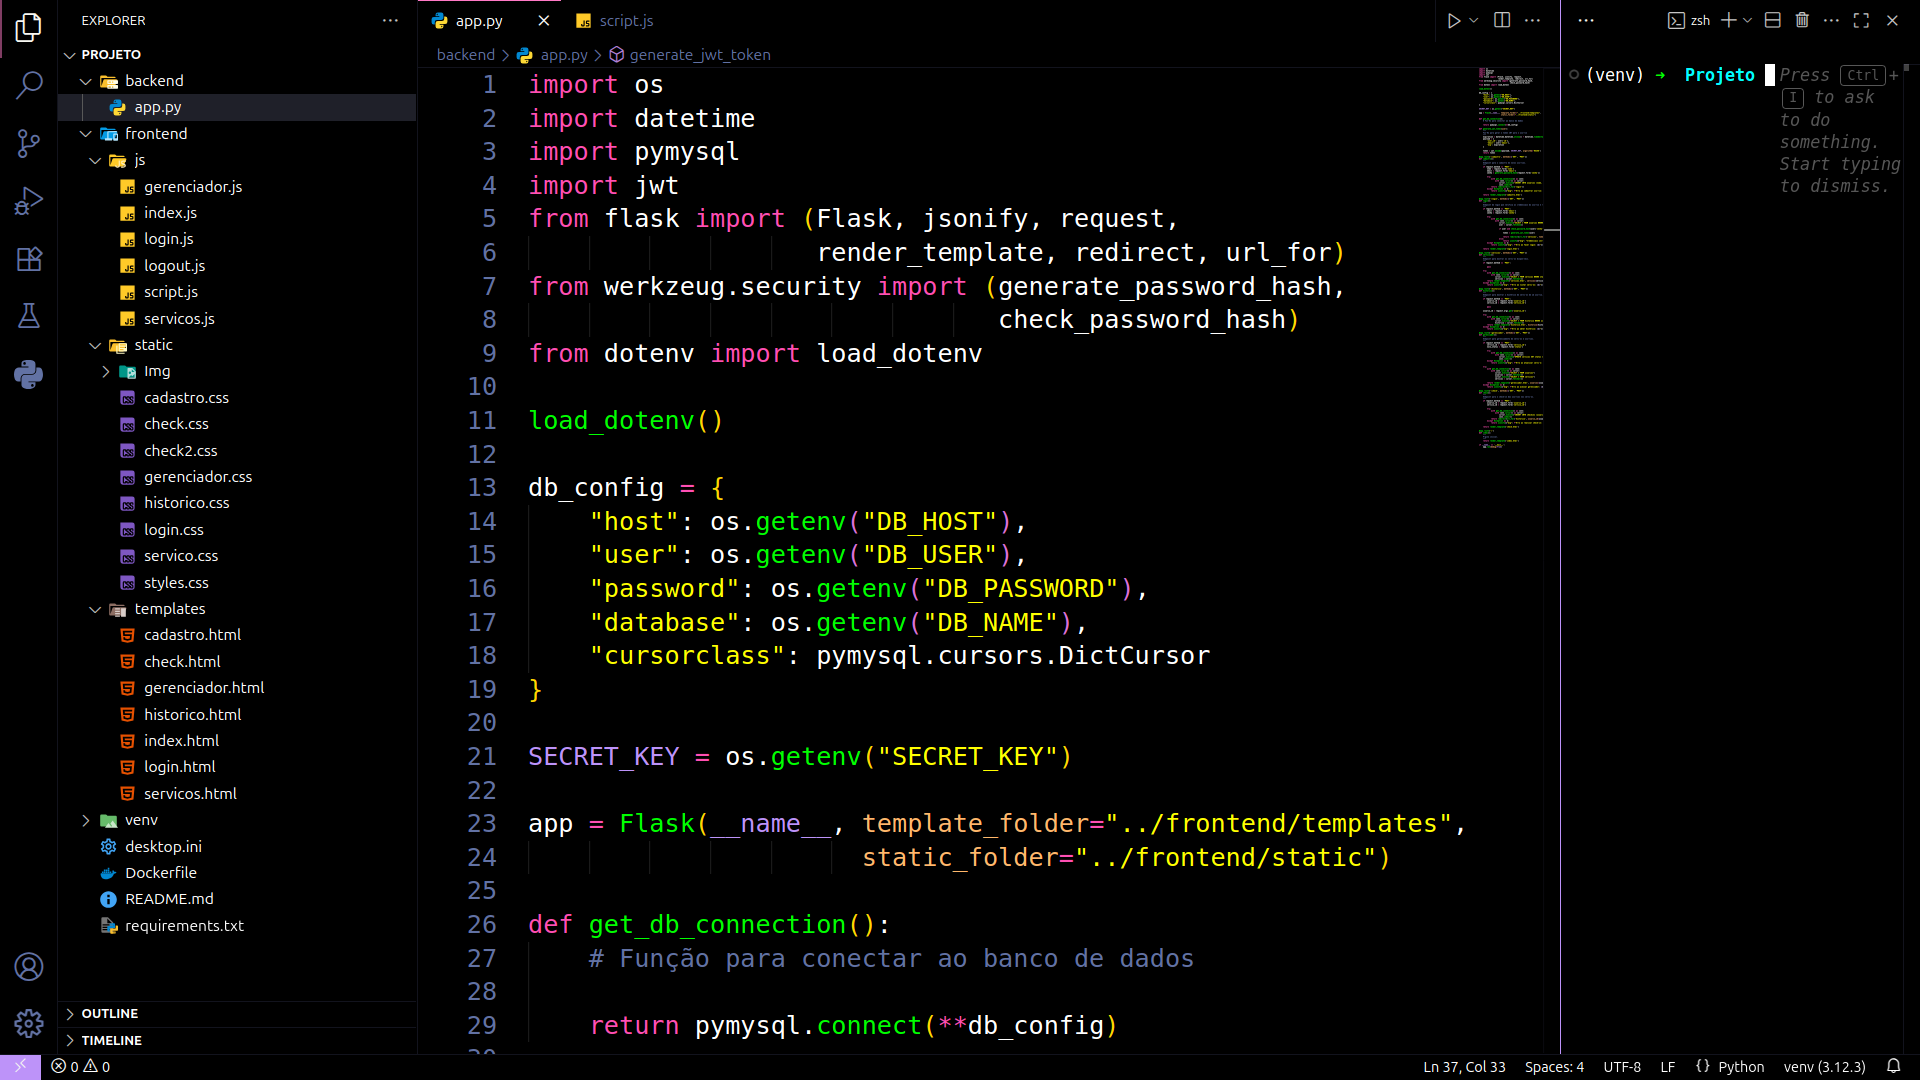 EXPLORER
PROJETO
backend
app.py
frontend
js
gerenciador.js
index.js
login.js
logout.js
script.js
servicos.js
static
Img
cadastro.css
check.css
check2.css
gerenciador.css
historico.css
login.css
servico.css
styles.css
templates
cadastro.html
check.html
gerenciador.html
historico.html
index.html
login.html
servicos.html
venv
desktop.ini
Dockerfile
README.md
requirements.txt
OUTLINE
TIMELINE
app.py
script.js
backend > app.py > generate_jwt_token
1 import os
2 import datetime
3 import pymysql
4 import jwt
5 from flask import (Flask, jsonify, request,
6 render_template, redirect, url_for)
7 from werkzeug.security import (generate_password_hash,
8 check_password_hash)
9 from dotenv import load_dotenv
10
11 load_dotenv()
12
13 db_config = {
14 "host": os.getenv("DB_HOST"),
15 "user": os.getenv("DB_USER"),
16 "password": os.getenv("DB_PASSWORD"),
17 "database": os.getenv("DB_NAME"),
18 "cursorclass": pymysql.cursors.DictCursor
19 }
20
21 SECRET_KEY = os.getenv("SECRET_KEY")
22
23 app = Flask(__name__, template_folder="../frontend/templates",
24 static_folder="../frontend/static")
25
26 def get_db_connection():
27 # Função para conectar ao banco de dados
28
29 return pymysql.connect(**db_config)
zsh
(venv) → Projeto Press Ctrl +
I to ask
to do
something.
Start typing
to dismiss.
0 0
Ln 37, Col 33 Spaces: 4 UTF-8 LF {} Python venv (3.12.3)